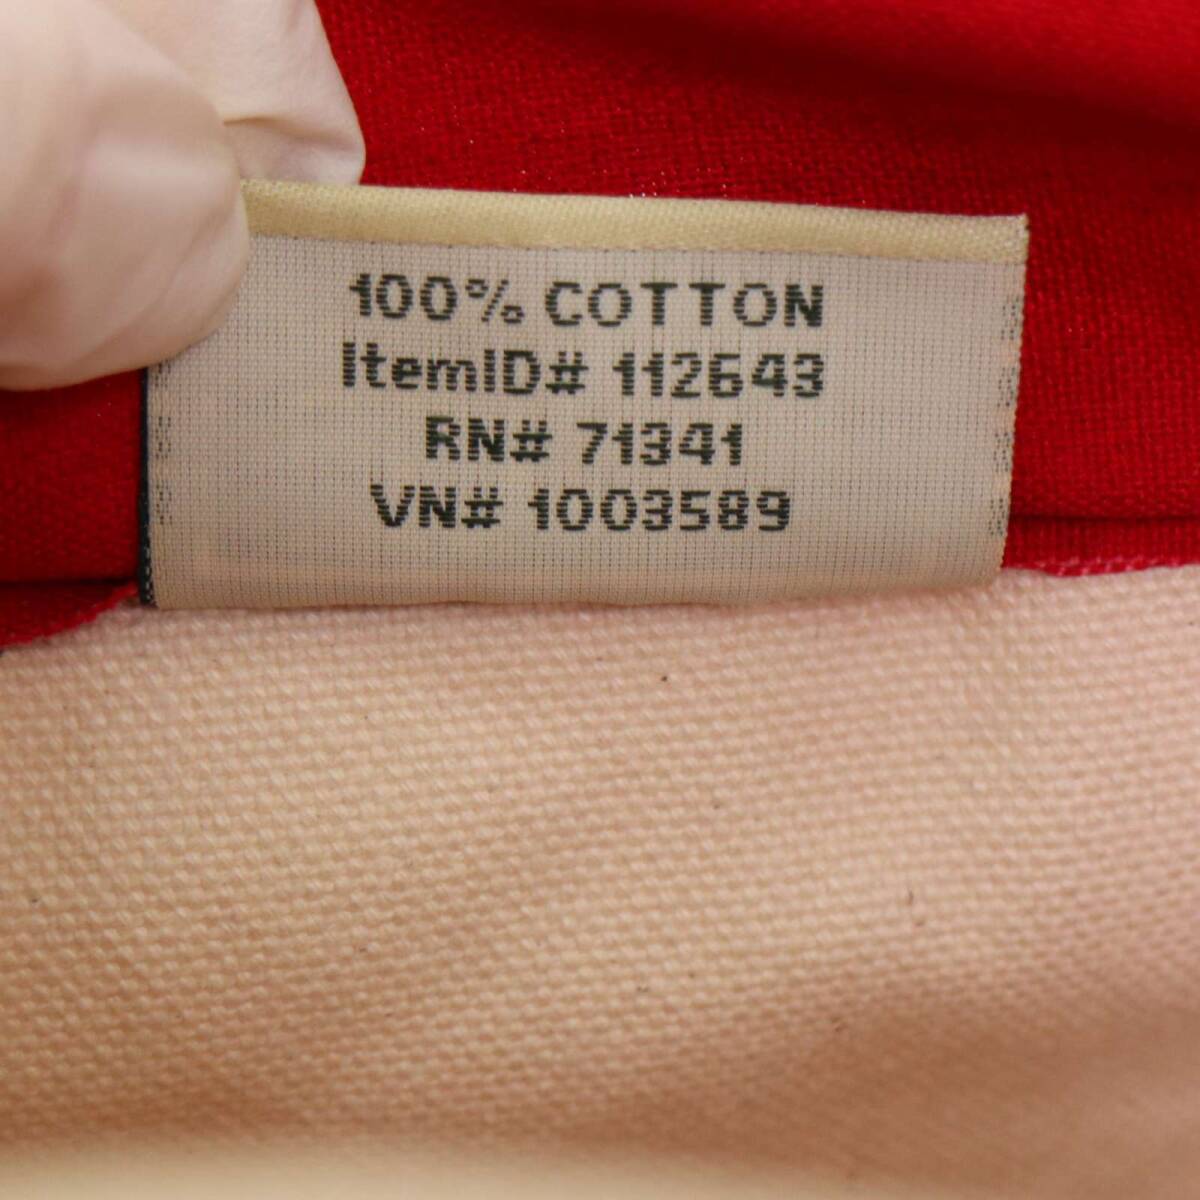 100% COTTON
ItemID# 112643
RN# 71341
VN# 1003589